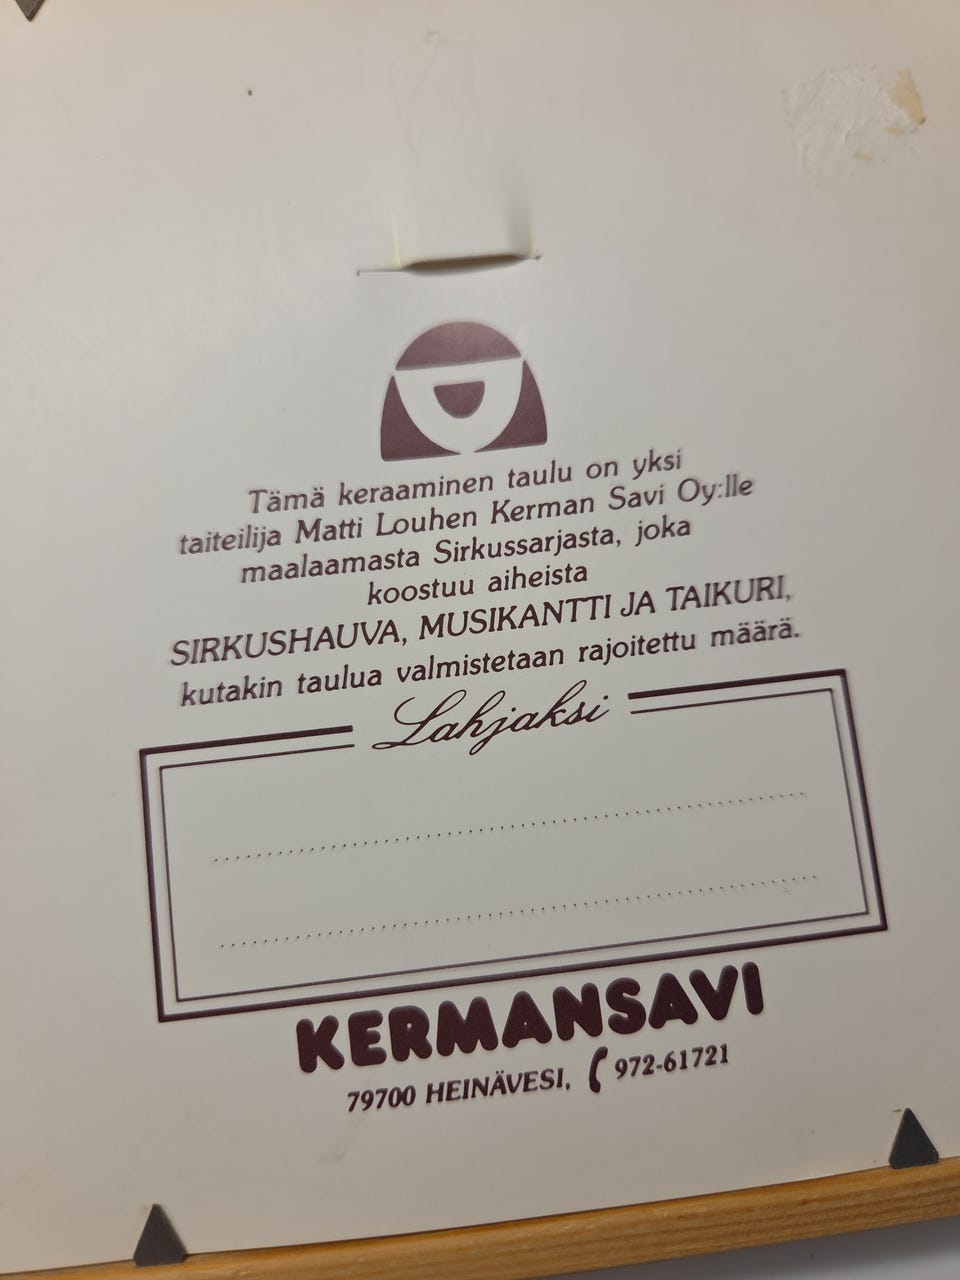 Tämä keraaminen taulu on yksi
taiteilija Matti Louhen Kerman Savi Oy:lle
maalaamasta Sirkussarjasta, joka
koostuu aiheista
SIRKUSHAUVA, MUSIKANTTI JA TAIKURI,
kutakin taulua valmistetaan rajoitettu määrä.
Lahjaksi
KERMANSAVI
79700 HEINÄVESI, 972-61721